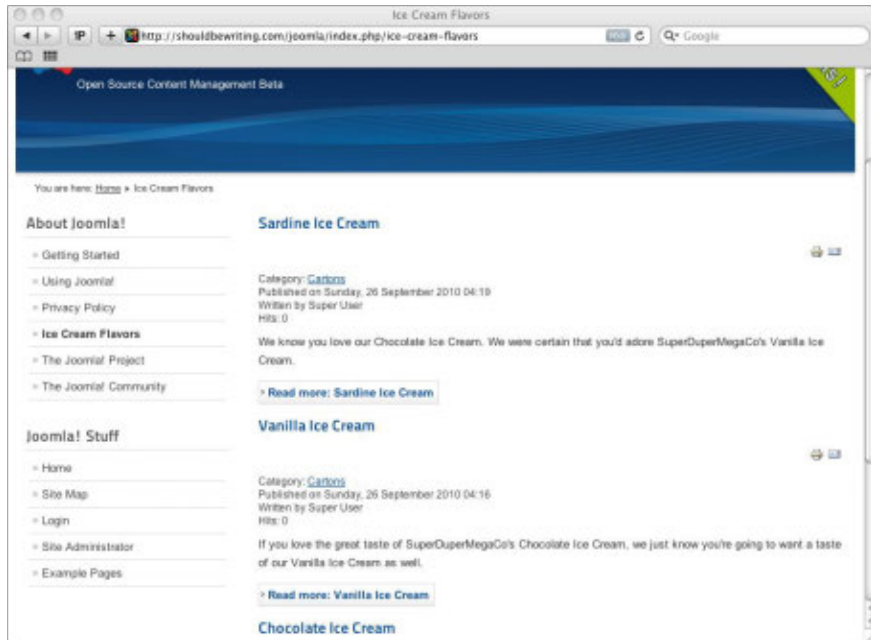 Ice Cream Flavors
http://shouldbewriting.com/joomla/index.php/ice-cream-flavors
Google
Open Source Content Management Beta
You are here: Home Ice Cream Flavors
About Joomla!
Getting Started
Using Joomla!
Privacy Policy
Ice Cream Flavors
The Joomla! Project
The Joomla! Community
Joomla! Stuff
Home
Site Map
Login
Site Administrator
Example Pages
Sardine Ice Cream
Category: Cartons
Published on Sunday, 26 September 2010 04:19
Written by Super User
Hits: 0
We know you love our Chocolate Ice Cream. We were certain that you'd adore SuperDuperMegaCo's Vanilla Ice
Cream.
Read more: Sardine Ice Cream
Vanilla Ice Cream
Category: Cartons
Published on Sunday, 26 September 2010 04:16
Written by Super User
Hits: 0
If you love the great taste of SuperDuperMegaCo's Chocolate Ice Cream, we just know you're going to want a taste
of our Vanilla Ice Cream as well.
Read more: Vanilla Ice Cream
Chocolate Ice Cream